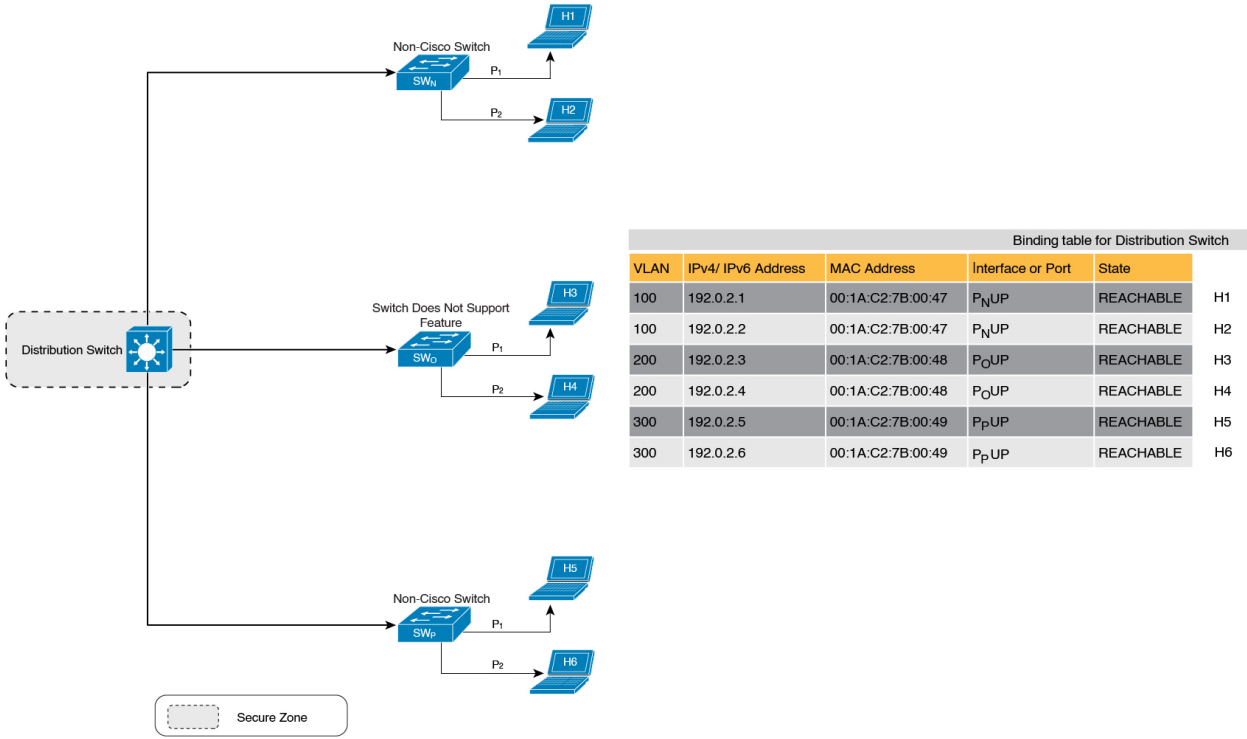 H1
Non-Cisco Switch
SWN
P1
H2
P2
Switch Does Not Support
Feature
H3
SWO
P1
H4
P2
Distribution Switch
H5
Non-Cisco Switch
SWP
P1
H6
P2
Secure Zone
Binding table for Distribution Switch
VLAN IPv4/ IPv6 Address MAC Address Interface or Port State
100 192.0.2.1 00:1A:C2:7B:00:47 PNUP REACHABLE H1
100 192.0.2.2 00:1A:C2:7B:00:47 PNUP REACHABLE H2
200 192.0.2.3 00:1A:C2:7B:00:48 POUP REACHABLE H3
200 192.0.2.4 00:1A:C2:7B:00:48 POUP REACHABLE H4
300 192.0.2.5 00:1A:C2:7B:00:49 PPUP REACHABLE H5
300 192.0.2.6 00:1A:C2:7B:00:49 PPUP REACHABLE H6